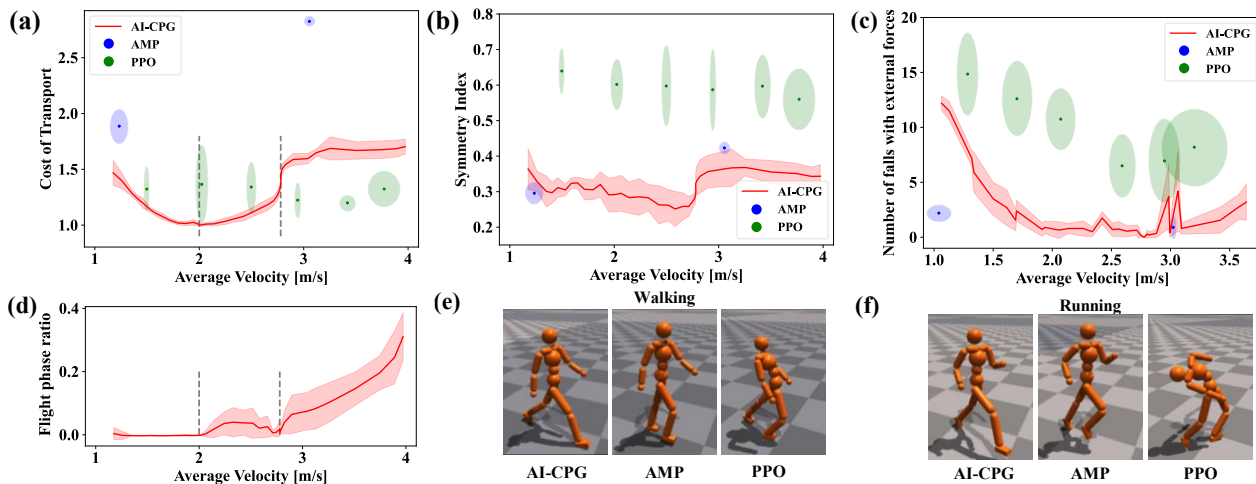 (a)
AI-CPG
AMP
PPO
Cost of Transport
2.5
2.0
1.5
1.0
1
2
3
4
Average Velocity [m/s]
(b)
Symmetry Index
0.8
0.7
0.6
0.5
0.4
0.3
0.2
AI-CPG
AMP
PPO
1
2
3
4
Average Velocity [m/s]
(c)
Number of falls with external forces
20
15
10
5
0
AI-CPG
AMP
PPO
1.0
1.5
2.0
2.5
3.0
3.5
Average Velocity [m/s]
(d)
Flight phase ratio
0.4
0.2
0.0
1
2
3
4
Average Velocity [m/s]
(e)
Walking
AI-CPG
AMP
PPO
(f)
Running
AI-CPG
AMP
PPO